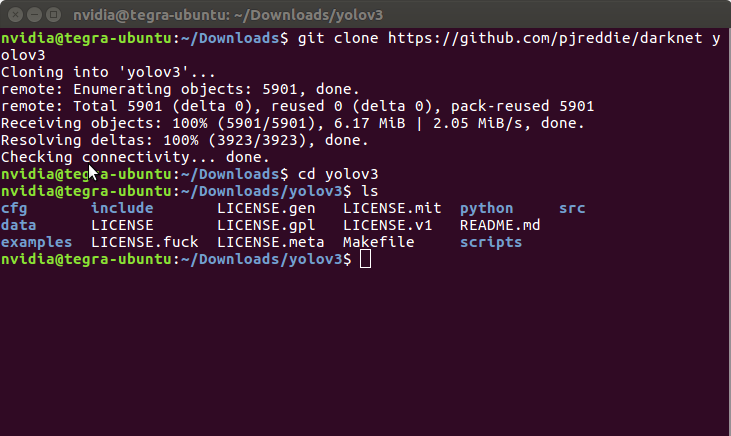 nvidia@tegra-ubuntu: ~/Downloads/yolov3
nvidia@tegra-ubuntu:~/Downloads$ git clone https://github.com/pjreddie/darknet y
olov3
Cloning into 'yolov3'...
remote: Enumerating objects: 5901, done.
remote: Total 5901 (delta 0), reused 0 (delta 0), pack-reused 5901
Receiving objects: 100% (5901/5901), 6.17 MiB | 2.05 MiB/s, done.
Resolving deltas: 100% (3923/3923), done.
Checking connectivity... done.
nvidia@tegra-ubuntu:~/Downloads$ cd yolov3
nvidia@tegra-ubuntu:~/Downloads/yolov3$ ls
cfg       include       LICENSE.gen   LICENSE.mit  python     src
data      LICENSE       LICENSE.gpl   LICENSE.v1   README.md
examples  LICENSE.fuck  LICENSE.meta  Makefile     scripts
nvidia@tegra-ubuntu:~/Downloads/yolov3$